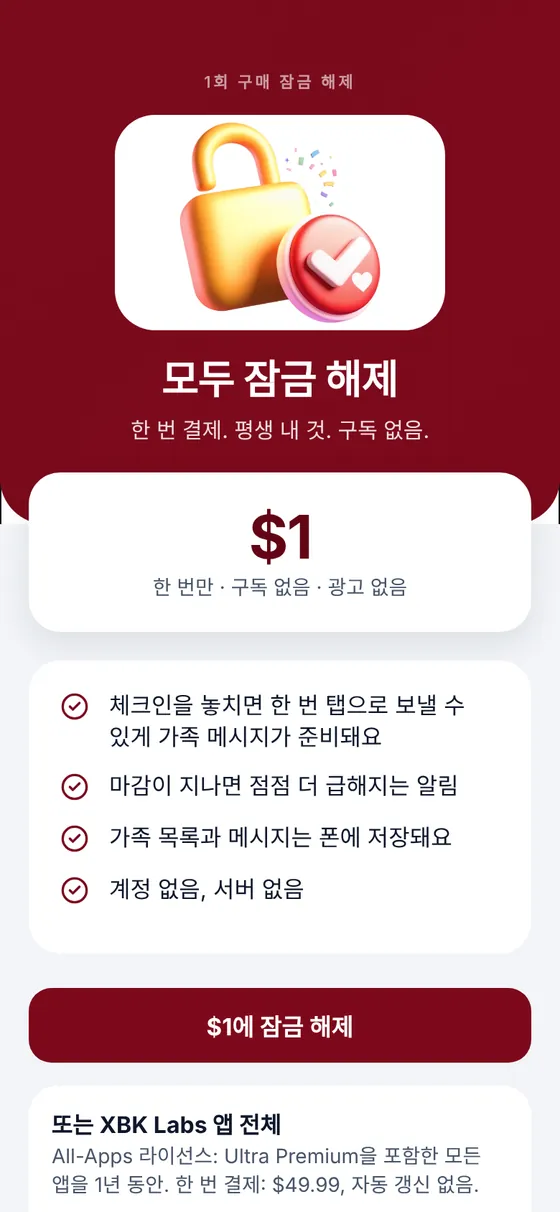 1회 구매 잠금 해제
모두 잠금 해제
한 번 결제. 평생 내 것. 구독 없음.
$1
한 번만 · 구독 없음 · 광고 없음
체크인을 놓치면 한 번 탭으로 보낼 수
있게 가족 메시지가 준비돼요
마감이 지나면 점점 더 급해지는 알림
가족 목록과 메시지는 폰에 저장돼요
계정 없음, 서버 없음
$1에 잠금 해제
또는 XBK Labs 앱 전체
All-Apps 라이선스: Ultra Premium을 포함한 모든
앱을 1년 동안. 한 번 결제: $49.99, 자동 갱신 없음.